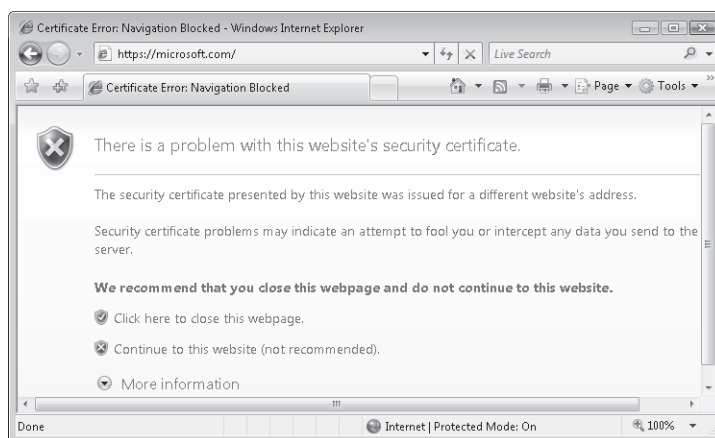 Certificate Error: Navigation Blocked - Windows Internet Explorer
https://microsoft.com/
Live Search
Certificate Error: Navigation Blocked
Page
Tools
There is a problem with this website's security certificate.
The security certificate presented by this website was issued for a different website's address.
Security certificate problems may indicate an attempt to fool you or intercept any data you send to the
server.
We recommend that you close this webpage and do not continue to this website.
Click here to close this webpage.
Continue to this website (not recommended).
More information
Done
Internet | Protected Mode: On
100%